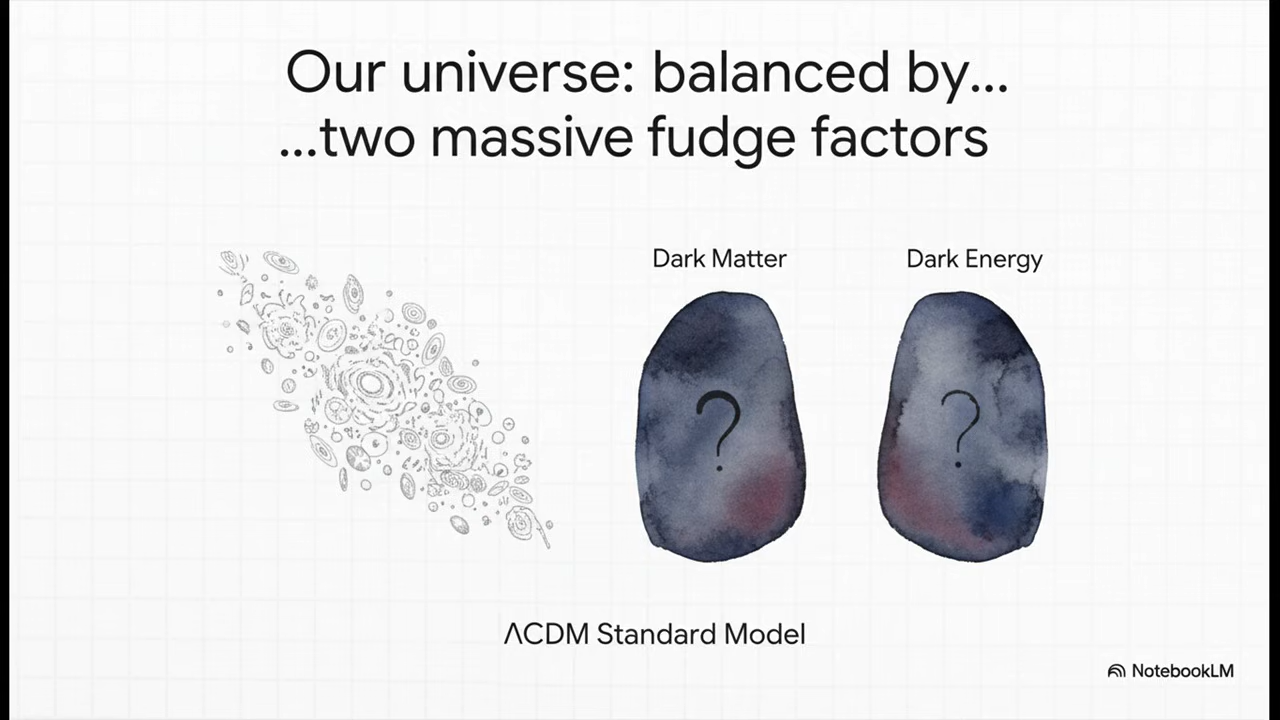 Our universe: balanced by...
...two massive fudge factors
Dark Matter
Dark Energy
?
?
ΛCDM Standard Model
NotebookLM